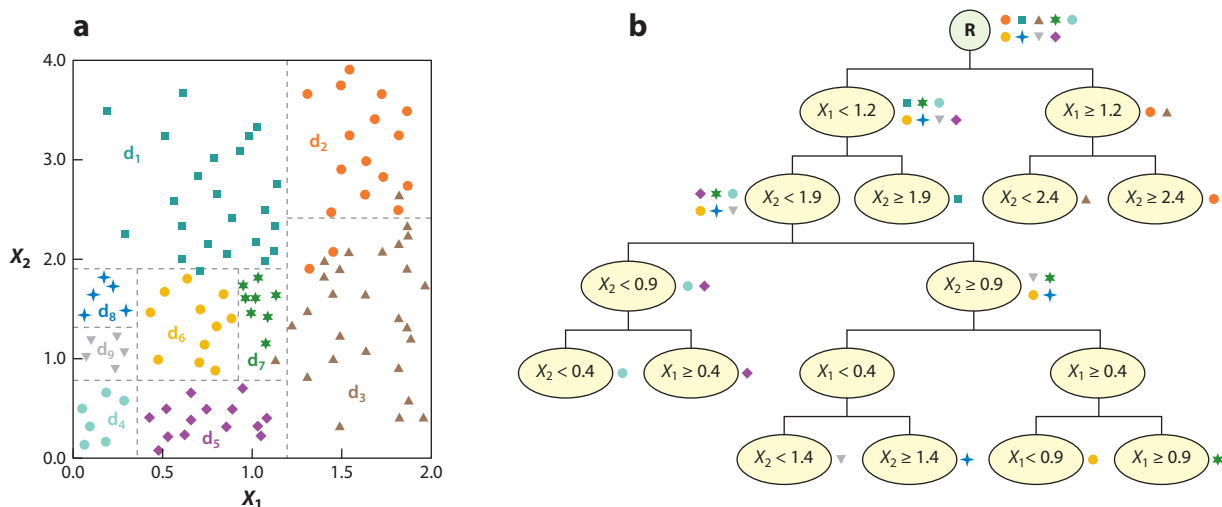 a
4.0
3.0
2.0
1.0
0.0
X2
0.0 0.5 1.0 1.5 2.0
X1
d1
d2
d3
d4
d5
d6
d7
d8
d9
b
R
X1 < 1.2
X1 ≥ 1.2
X2 < 1.9
X2 ≥ 1.9
X2 < 2.4
X2 ≥ 2.4
X2 < 0.9
X2 ≥ 0.9
X2 < 0.4
X1 ≥ 0.4
X1 < 0.4
X1 ≥ 0.4
X2 < 1.4
X2 ≥ 1.4
X1< 0.9
X1 ≥ 0.9